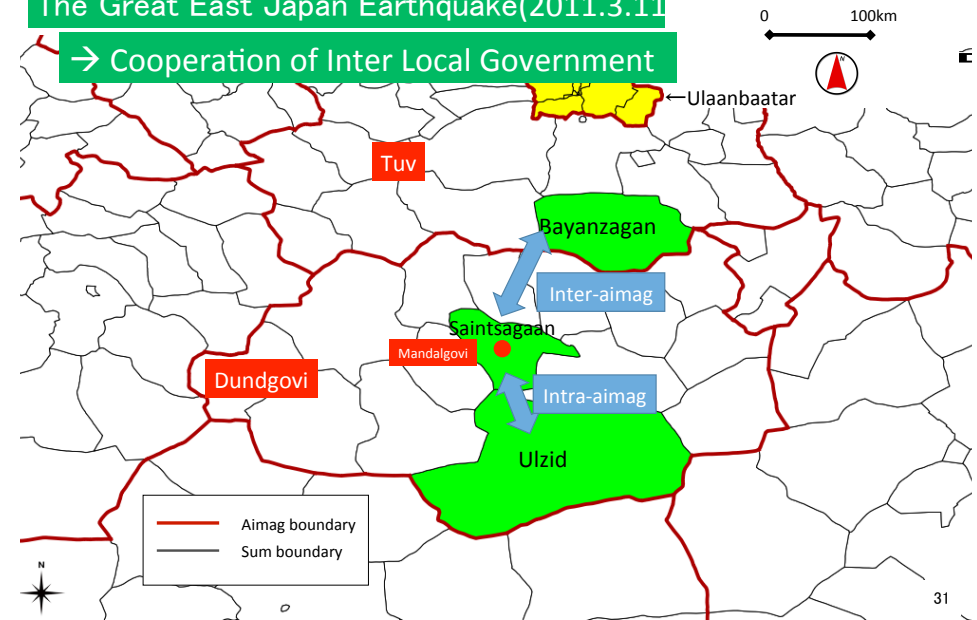 The Great East Japan Earthquake(2011.3.11
→ Cooperation of Inter Local Government
0 100km
N
←Ulaanbaatar
Tuv
Bayanzagan
Inter-aimag
Saintsagaan
Mandalgovi
Dundgovi
Intra-aimag
Ulzid
Aimag boundary
Sum boundary
N
31